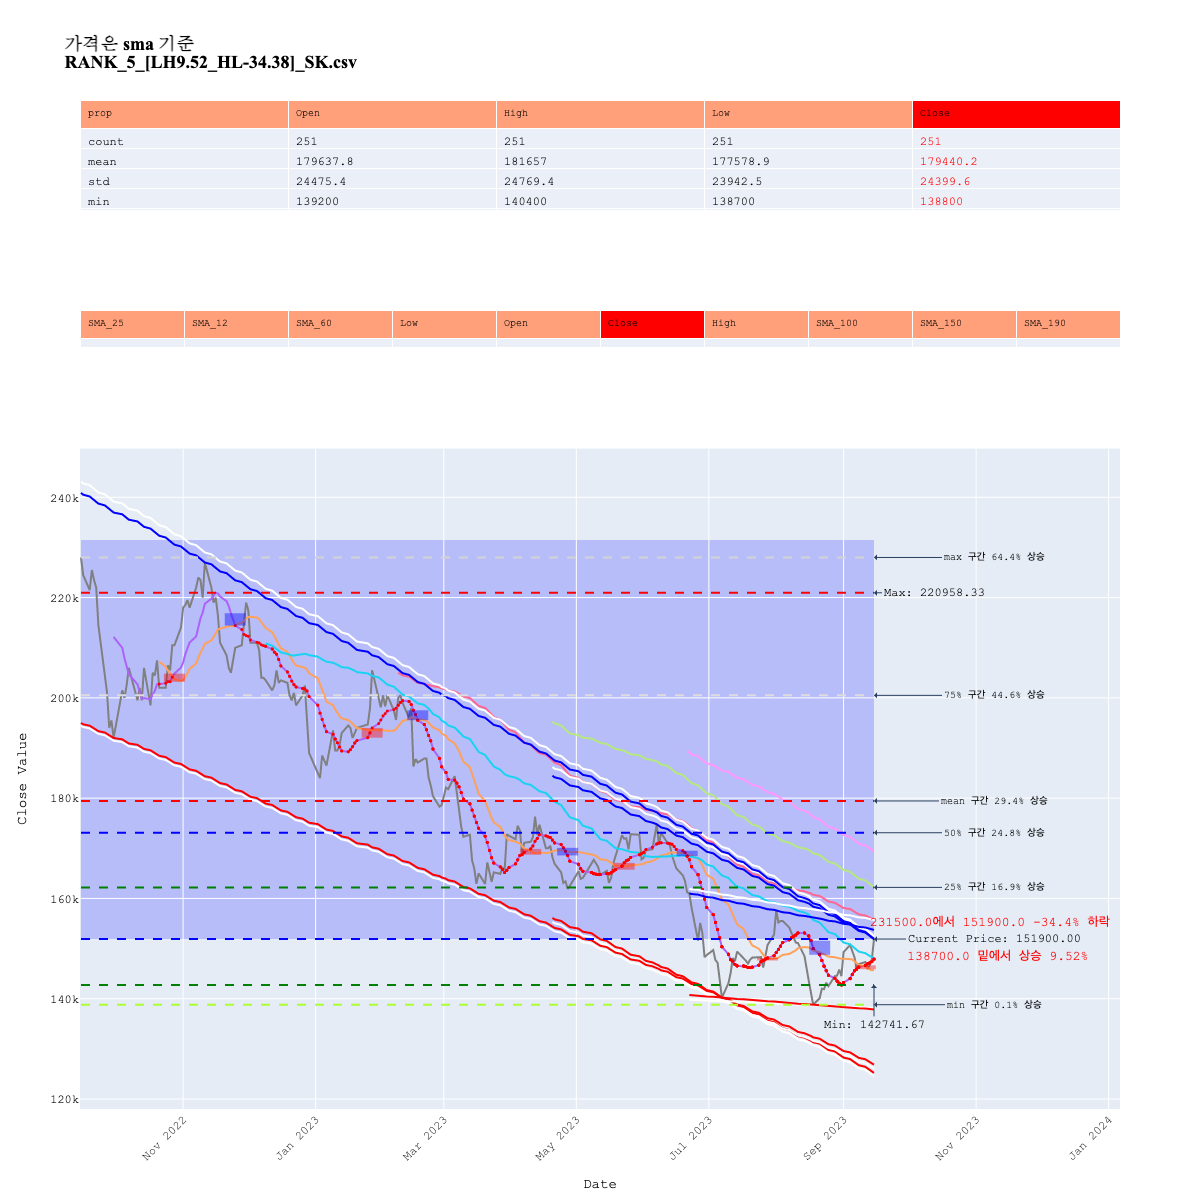 가격은 sma 기준
RANK_5_[LH9.52_HL-34.38]_SK.csv
prop Open High Low Close
count 251 251 251 251
mean 179637.8 181657 177578.9 179440.2
std 24475.4 24769.4 23942.5 24399.6
min 139200 140400 138700 138800
SMA_25 SMA_12 SMA_60 Low Open Close High SMA_100 SMA_150 SMA_190
240k
max 구간 64.4% 상승
Max: 220958.33
220k
75% 구간 44.6% 상승
200k
Close Value
180k
mean 구간 29.4% 상승
50% 구간 24.8% 상승
25% 구간 16.9% 상승
160k
231500.0에서 151900.0 -34.4% 하락
Current Price: 151900.00
138700.0 밑에서 상승 9.52%
140k
min 구간 0.1% 상승
Min: 142741.67
120k
Nov 2022 Jan 2023 Mar 2023 May 2023 Jul 2023 Sep 2023 Nov 2023 Jan 2024
Date